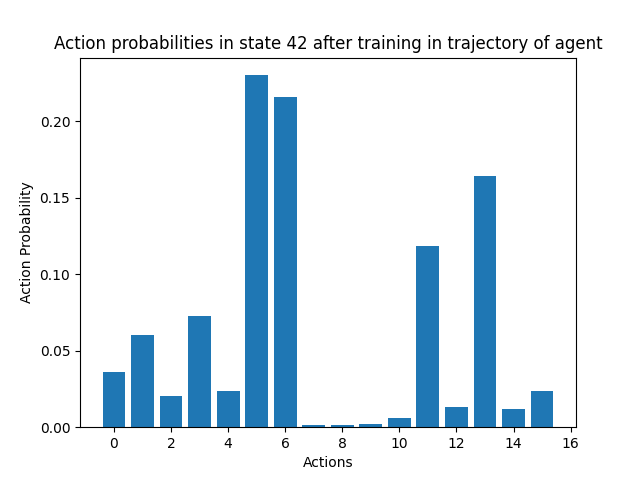 Action probabilities in state 42 after training in trajectory of agent
Action Probability
0.20
0.15
0.10
0.05
0.00
0 2 4 6 8 10 12 14 16
Actions